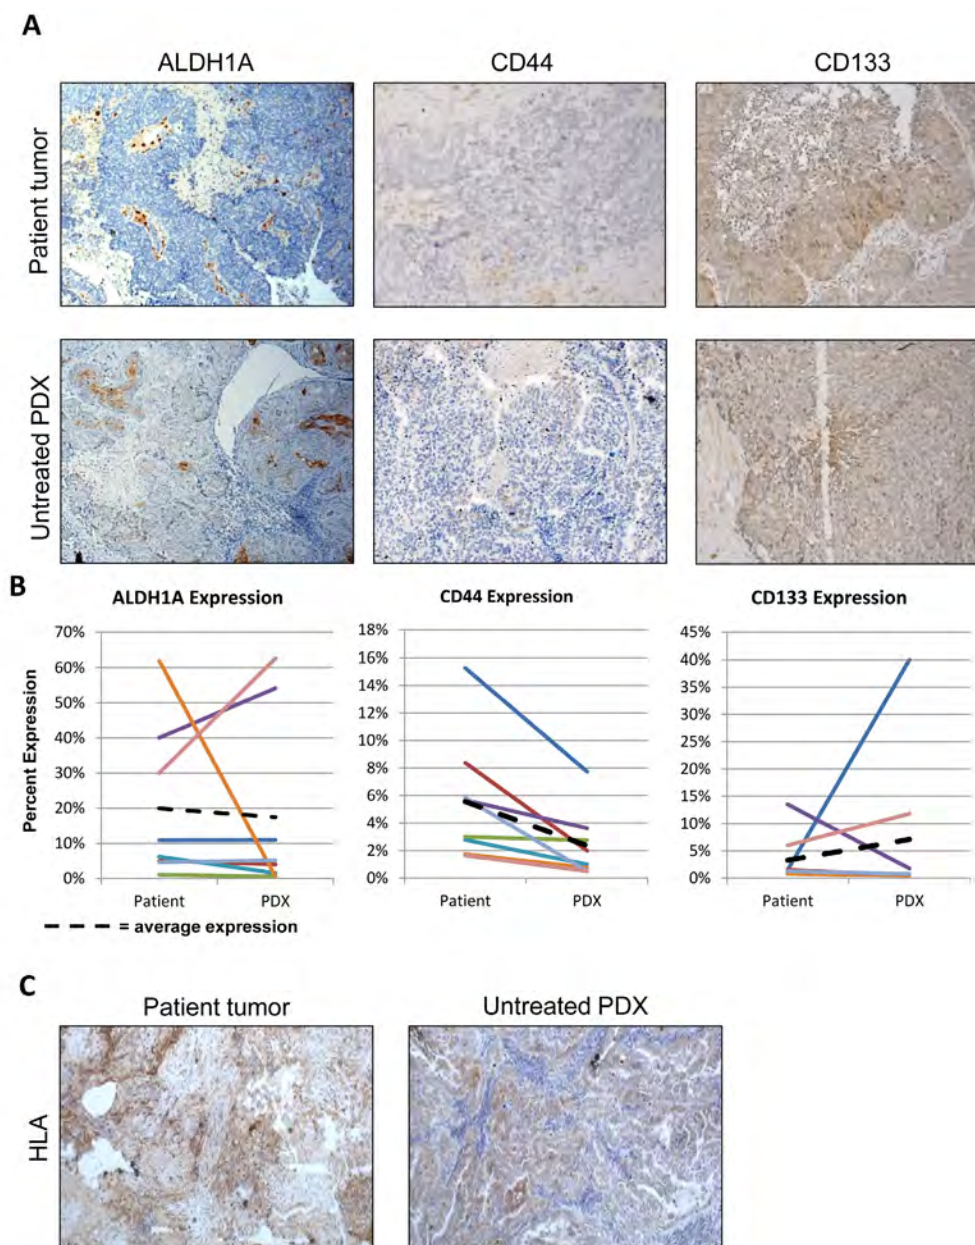 A
ALDH1A CD44 CD133
Patient tumor
Untreated PDX
B
ALDH1A Expression CD44 Expression CD133 Expression
Percent Expression
70%
60%
50%
40%
30%
20%
10%
0%
Patient PDX
18%
16%
14%
12%
10%
8%
6%
4%
2%
0%
Patient PDX
45%
40%
35%
30%
25%
20%
15%
10%
5%
0%
Patient PDX
= average expression
C
Patient tumor Untreated PDX
HLA